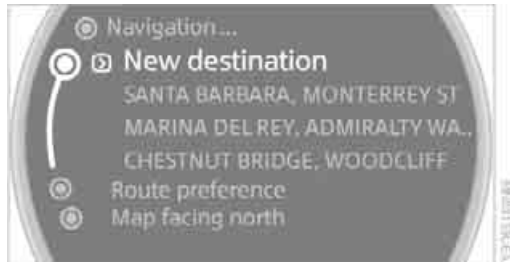 Navigation...
New destination
SANTA BARBARA, MONTERREY ST
MARINA DEL REY, ADMIRALTY WA..
CHESTNUT BRIDGE, WOODCLIFF
Route preference
Map facing north